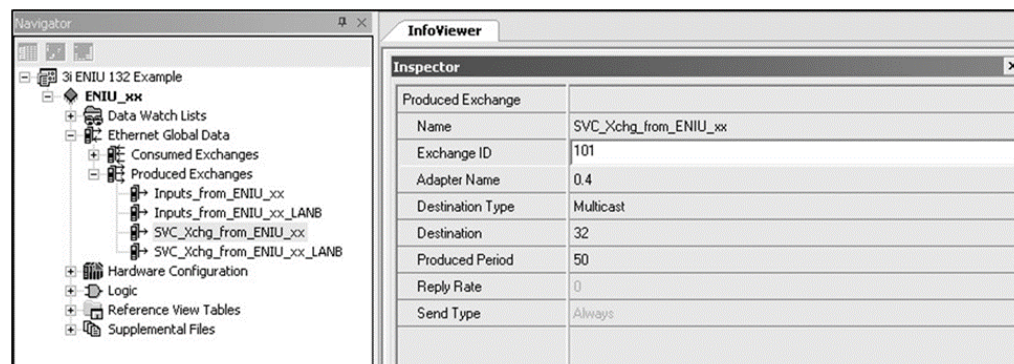 Navigator
3i ENIU 132 Example
ENIU_xx
Data Watch Lists
Ethernet Global Data
Consumed Exchanges
Produced Exchanges
Inputs_from_ENIU_xx
Inputs_from_ENIU_xx_LANB
SVC_Xchg_from_ENIU_xx
SVC_Xchg_from_ENIU_xx_LANB
Hardware Configuration
Logic
Reference View Tables
Supplemental Files
InfoViewer
Inspector
Produced Exchange
Name SVC_Xchg_from_ENIU_xx
Exchange ID 101
Adapter Name 0.4
Destination Type Multicast
Destination 32
Produced Period 50
Reply Rate 0
Send Type Always